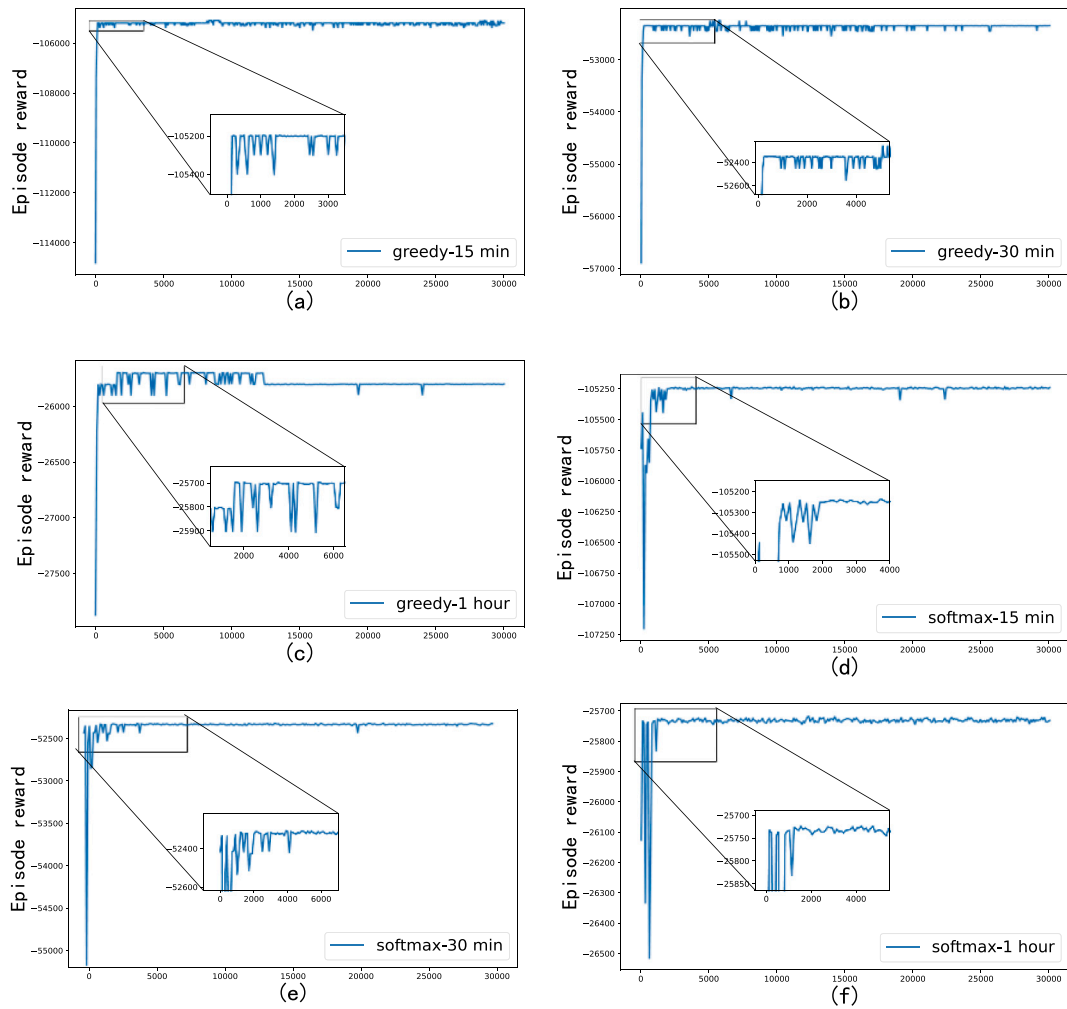 Episode reward
−106000
−108000
−110000
−112000
−114000
−105200
−105400
0 1000 2000 3000
greedy-15 min
0 5000 10000 15000 20000 25000 30000
(a)
Episode reward
−53000
−54000
−55000
−56000
−57000
−52400
−52600
0 2000 4000
greedy-30 min
0 5000 10000 15000 20000 25000 30000
(b)
Episode reward
−26000
−26500
−27000
−27500
−25700
−25800
−25900
2000 4000 6000
greedy-1 hour
0 5000 10000 15000 20000 25000 30000
(c)
Episode reward
−105250
−105500
−105750
−106000
−106250
−106500
−106750
−107000
−107250
−105200
−105300
−105400
−105500
0 1000 2000 3000 4000
softmax-15 min
0 5000 10000 15000 20000 25000 30000
(d)
Episode reward
−52500
−53000
−53500
−54000
−54500
−55000
−52400
−52600
0 2000 4000 6000
softmax-30 min
0 5000 10000 15000 20000 25000 30000
(e)
Episode reward
−25700
−25800
−25900
−26000
−26100
−26200
−26300
−26400
−26500
−25700
−25750
−25800
−25850
0 2000 4000
softmax-1 hour
0 5000 10000 15000 20000 25000 30000
(f)